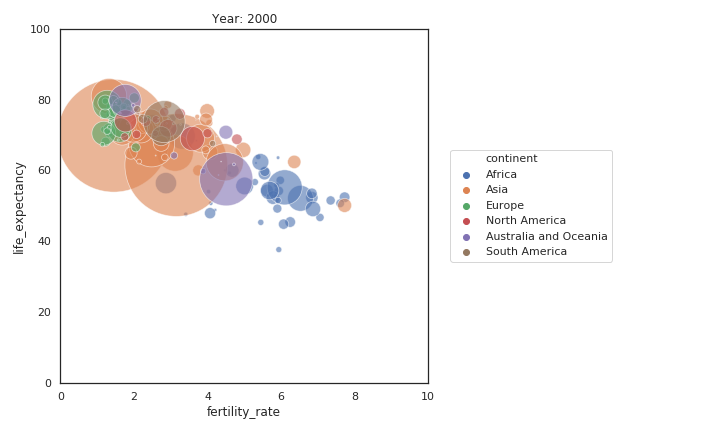 Year: 2000
100
80
60
40
20
0
life_expectancy
0 2 4 6 8 10
fertility_rate
continent
Africa
Asia
Europe
North America
Australia and Oceania
South America